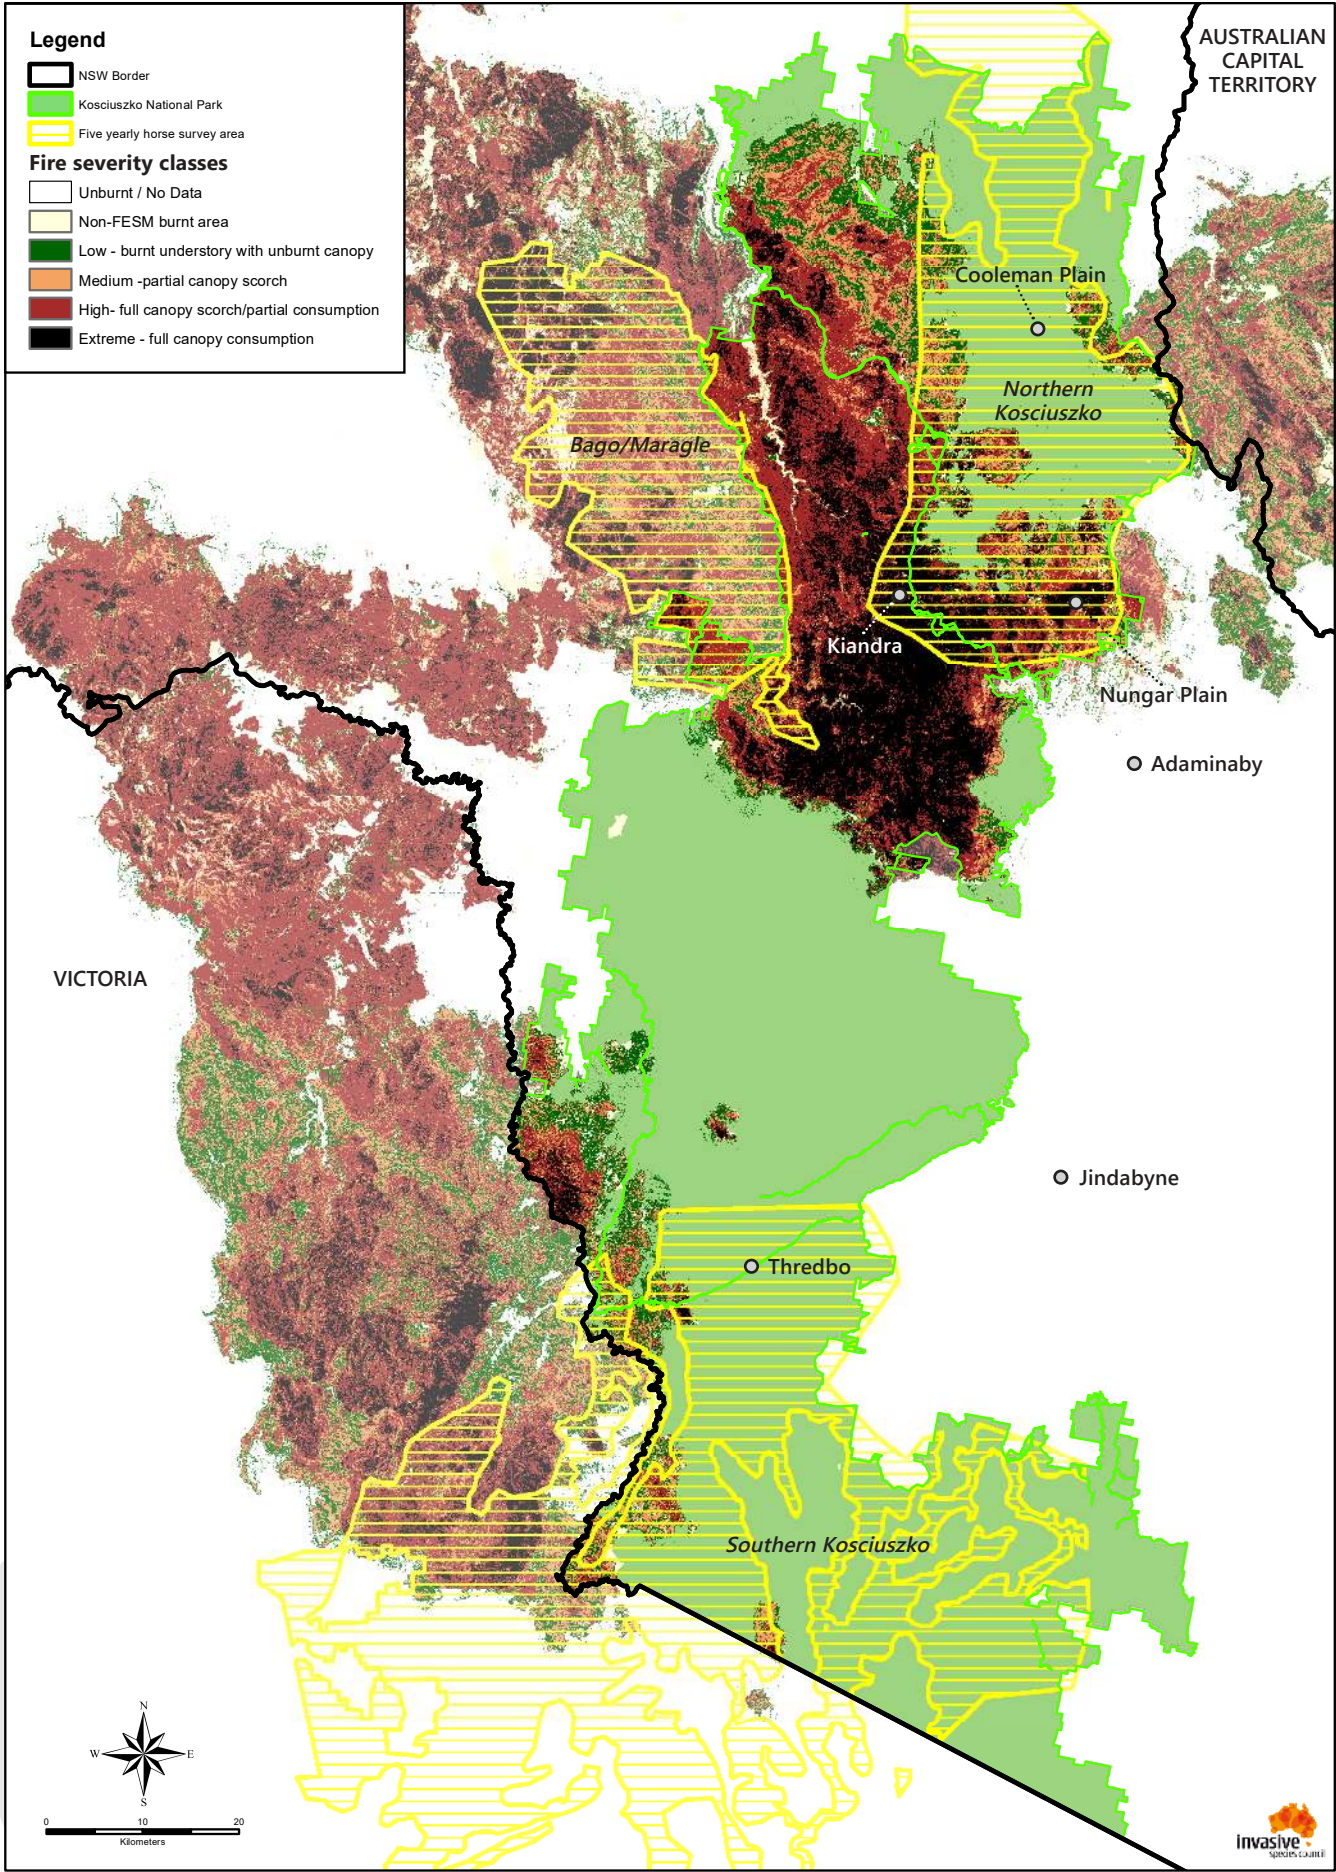 Legend
NSW Border
Kosciuszko National Park
Five yearly horse survey area
Fire severity classes
Unburnt / No Data
Non-FESM burnt area
Low - burnt understory with unburnt canopy
Medium -partial canopy scorch
High- full canopy scorch/partial consumption
Extreme - full canopy consumption
AUSTRALIAN
CAPITAL
TERRITORY
Cooleman Plain
Northern
Kosciuszko
Bago/Maragle
Kiandra
Nungar Plain
Adaminaby
VICTORIA
Jindabyne
Thredbo
Southern Kosciuszko
N
W
E
S
0 10 20
Kilometers
invasive
species council